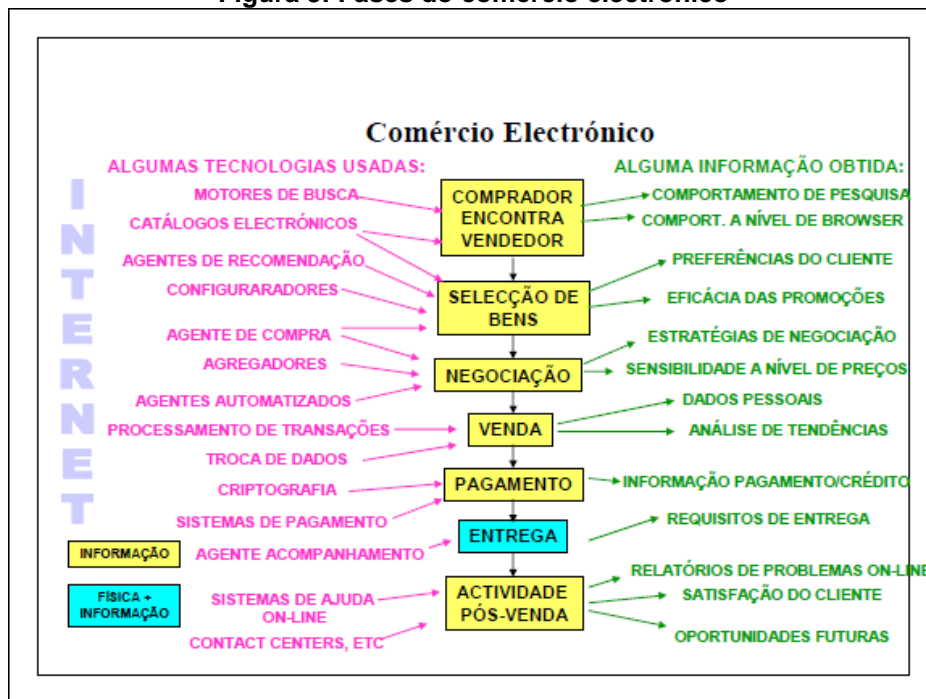 Figura 3: Fases do comércio electrónico
Comércio Electrónico
ALGUMAS TECNOLOGIAS USADAS:
ALGUMA INFORMAÇÃO OBTIDA:
INTERNET
MOTORES DE BUSCA
CATÁLOGOS ELECTRÓNICOS
AGENTES DE RECOMENDAÇÃO
CONFIGURARADORES
AGENTE DE COMPRA
AGREGADORES
AGENTES AUTOMATIZADOS
PROCESSAMENTO DE TRANSAÇÕES
TROCA DE DADOS
CRIPTOGRAFIA
SISTEMAS DE PAGAMENTO
AGENTE ACOMPANHAMENTO
SISTEMAS DE AJUDA
ON-LINE
CONTACT CENTERS, ETC
COMPRADOR
ENCONTRA
VENDEDOR
SELECÇÃO DE
BENS
NEGOCIAÇÃO
VENDA
PAGAMENTO
ENTREGA
ACTIVIDADE
PÓS-VENDA
COMPORTAMENTO DE PESQUISA
COMPORT. A NÍVEL DE BROWSER
PREFERÊNCIAS DO CLIENTE
EFICÁCIA DAS PROMOÇÕES
ESTRATÉGIAS DE NEGOCIAÇÃO
SENSIBILIDADE A NÍVEL DE PREÇOS
DADOS PESSOAIS
ANÁLISE DE TENDÊNCIAS
INFORMAÇÃO PAGAMENTO/CRÉDITO
REQUISITOS DE ENTREGA
RELATÓRIOS DE PROBLEMAS ON-LINE
SATISFAÇÃO DO CLIENTE
OPORTUNIDADES FUTURAS
INFORMAÇÃO
FÍSICA +
INFORMAÇÃO